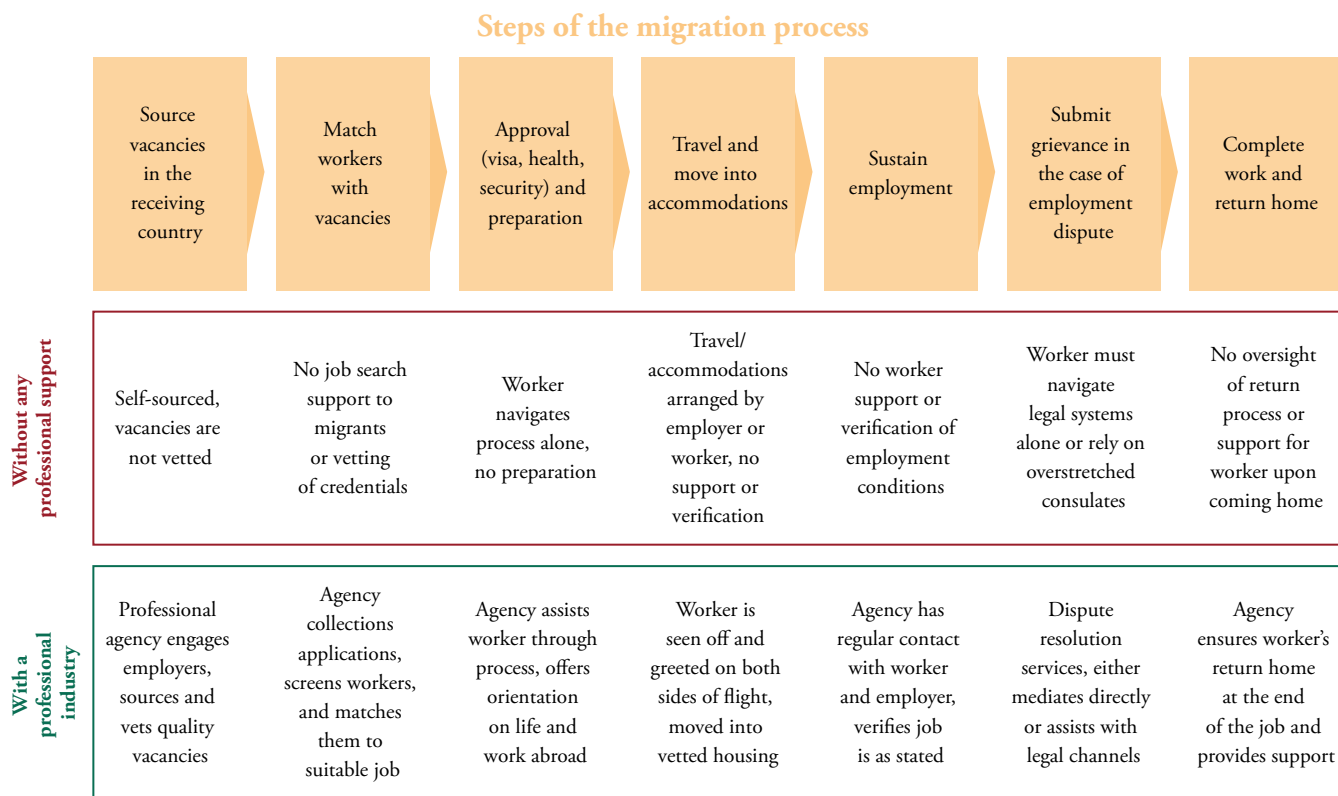 Steps of the migration process
Source
vacancies
in the
receiving
country
Match
workers
with
vacancies
Approval
(visa, health,
security) and
preparation
Travel and
move into
accommodations
Sustain
employment
Submit
grievance in
the case of
employment
dispute
Complete
work and
return home
Without any
professional support
Self-sourced,
vacancies are
not vetted
No job search
support to
migrants
or vetting
of credentials
Worker
navigates
process alone,
no preparation
Travel/
accommodations
arranged by
employer or
worker, no
support or
verification
No worker
support or
verification of
employment
conditions
Worker must
navigate
legal systems
alone or rely on
overstretched
consulates
No oversight
of return
process or
support for
worker upon
coming home
With a
professional
industry
Professional
agency engages
employers,
sources and
vets quality
vacancies
Agency
collections
applications,
screens workers,
and matches
them to
suitable job
Agency assists
worker through
process, offers
orientation
on life and
work abroad
Worker is
seen off and
greeted on both
sides of flight,
moved into
vetted housing
Agency has
regular contact
with worker
and employer,
verifies job
is as stated
Dispute
resolution
services, either
mediates directly
or assists with
legal channels
Agency
ensures worker's
return home
at the end
of the job and
provides support